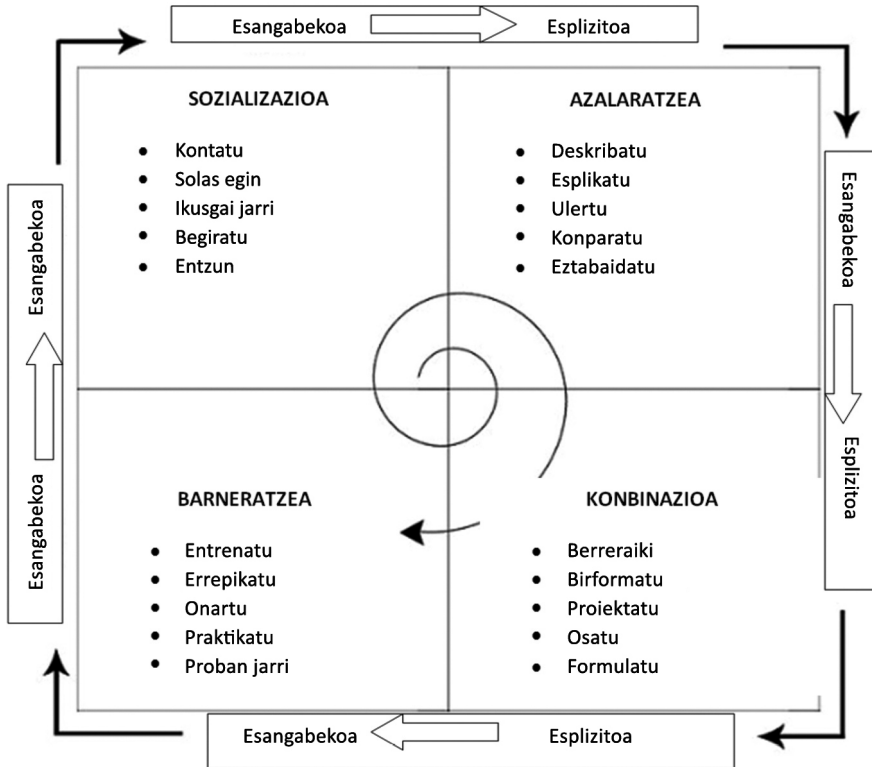 Esangabekoa Esplizitoa
SOZIALIZAZIOA
• Kontatu
• Solas egin
• Ikusgai jarri
• Begiratu
• Entzun
AZALARATZEA
• Deskribatu
• Esplikatu
• Ulertu
• Konparatu
• Eztabaidatu
Esangabekoa Esplizitoa
Esangabekoa Esangabekoa
BARNERATZEA
• Entrenatu
• Errepikatu
• Onartu
• Praktikatu
• Proban jarri
KONBINAZIOA
• Berreraiki
• Birformatu
• Proiektatu
• Osatu
• Formulatu
Esangabekoa Esplizitoa